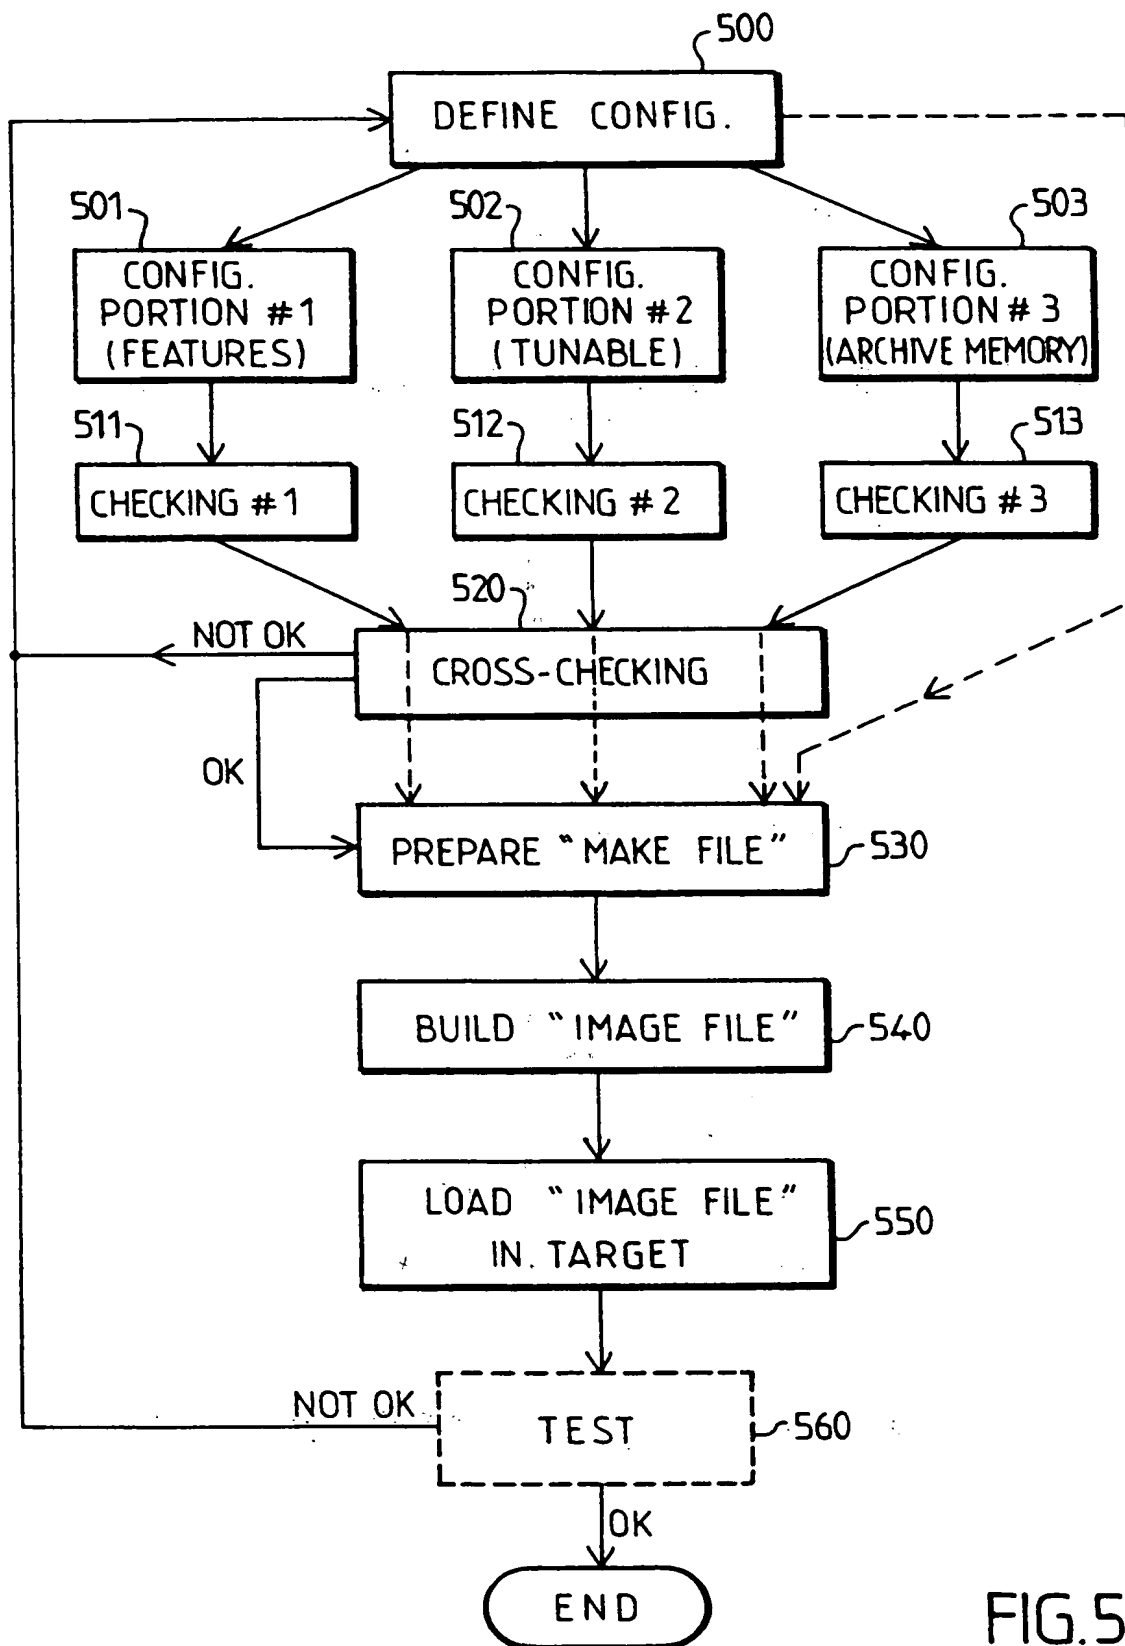 500
DEFINE CONFIG.
501
502
503
CONFIG.
PORTION #1
(FEATURES)
CONFIG.
PORTION #2
(TUNABLE)
CONFIG.
PORTION #3
(ARCHIVE MEMORY)
511
512
513
CHECKING #1
CHECKING #2
CHECKING #3
520
NOT OK
CROSS-CHECKING
OK
PREPARE "MAKE FILE"
530
BUILD "IMAGE FILE"
540
LOAD "IMAGE FILE"
IN. TARGET
550
NOT OK
TEST
560
OK
END
FIG.5